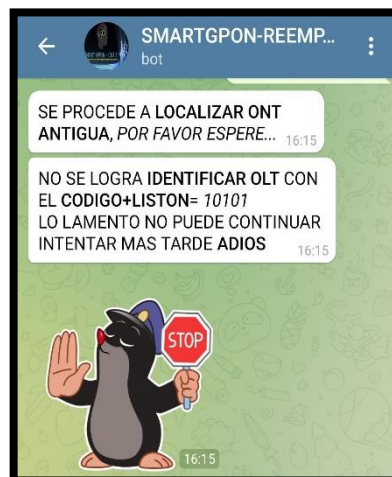 SMARTGPON-REEMP...
bot
SE PROCEDE A LOCALIZAR ONT
ANTIGUA, POR FAVOR ESPERE...
16:15
NO SE LOGRA IDENTIFICAR OLT CON
EL CODIGO+LISTON= 10101
LO LAMENTO NO PUEDE CONTINUAR
INTENTAR MAS TARDE ADIOS
16:15
STOP
16:15